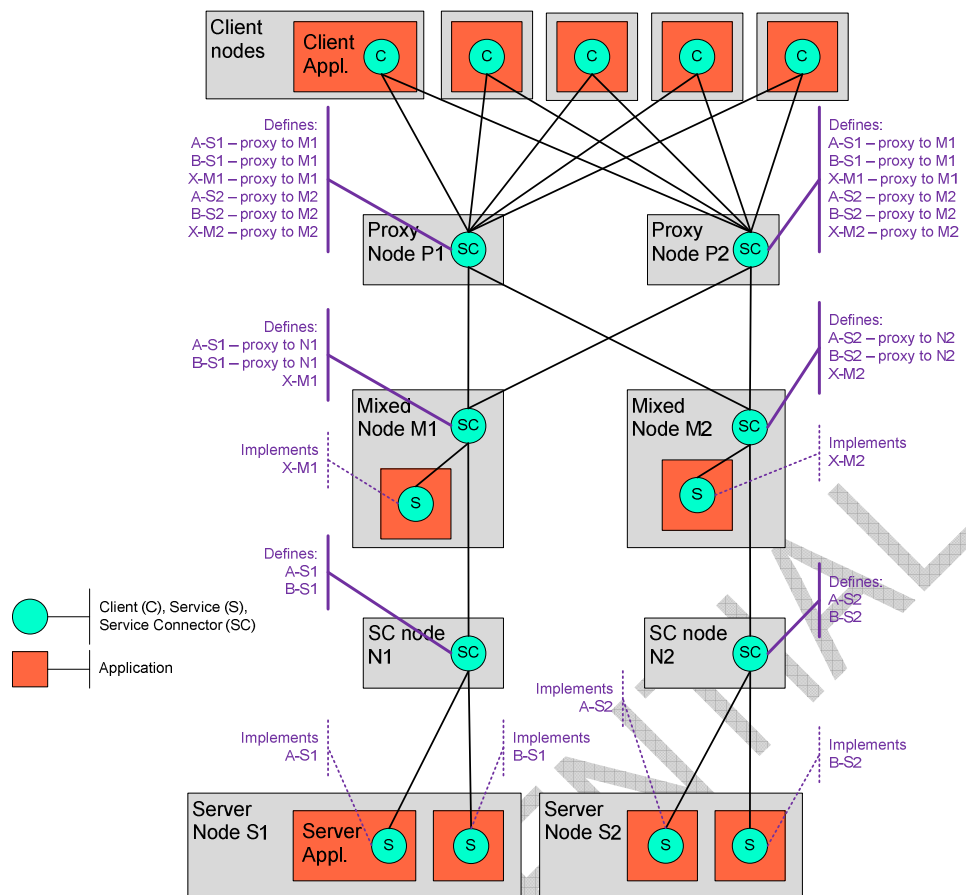 Client
nodes
Client
Appl.
C
C
C
C
C
Defines:
A-S1 – proxy to M1
B-S1 – proxy to M1
X-M1 – proxy to M1
A-S2 – proxy to M2
B-S2 – proxy to M2
X-M2 – proxy to M2
Defines:
A-S1 – proxy to M1
B-S1 – proxy to M1
X-M1 – proxy to M1
A-S2 – proxy to M2
B-S2 – proxy to M2
X-M2 – proxy to M2
Proxy
Node P1
SC
Proxy
Node P2
SC
Defines:
A-S1 – proxy to N1
B-S1 – proxy to N1
X-M1
Defines:
A-S2 – proxy to N2
B-S2 – proxy to N2
X-M2
Mixed
Node M1
SC
Mixed
Node M2
SC
Implements
X-M1
S
Implements
X-M2
S
Defines:
A-S1
B-S1
Defines:
A-S2
B-S2
Client (C), Service (S),
Service Connector (SC)
Application
SC node
N1
SC
SC node
N2
SC
Implements
A-S1
Implements
B-S1
Implements
A-S2
Implements
B-S2
Server
Node S1
Server
Appl.
S
S
Server
Node S2
S
S